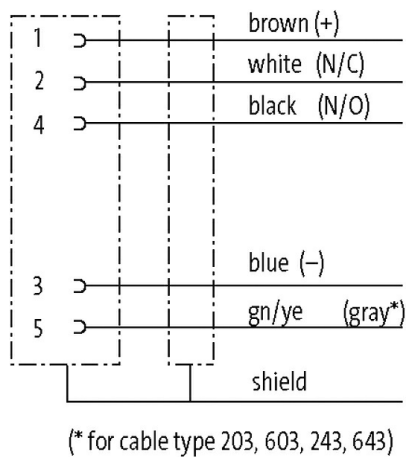 1 brown (+)
2 white (N/C)
4 black (N/O)
3 blue (–)
5 gn/ye (gray*)
shield
(* for cable type 203, 603, 243, 643)